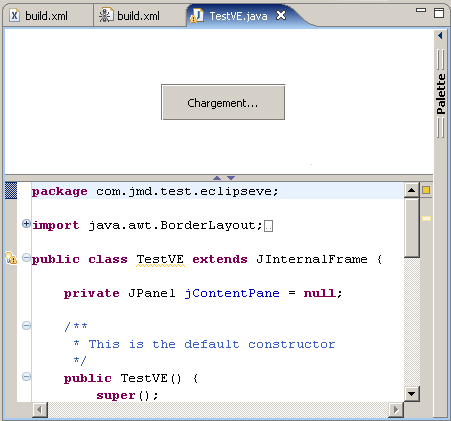 build.xml build.xml TestVE.java
Chargement...
Palette
package com.jmd.test.eclipseve;
import java.awt.BorderLayout;
public class TestVE extends JInternalFrame {
private JPanel jContentPane = null;
/**
* This is the default constructor
*/
public TestVE() {
super();